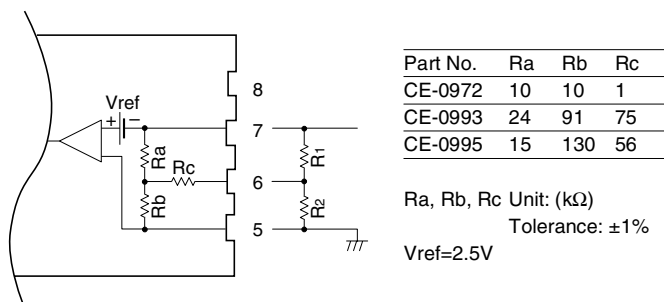 Vref
+ −
Ra
Rc
Rb
8
7
6
5
R1
R2
Part No. Ra Rb Rc
CE-0972 10 10 1
CE-0993 24 91 75
CE-0995 15 130 56
Ra, Rb, Rc Unit: (kΩ)
Tolerance: ±1%
Vref=2.5V